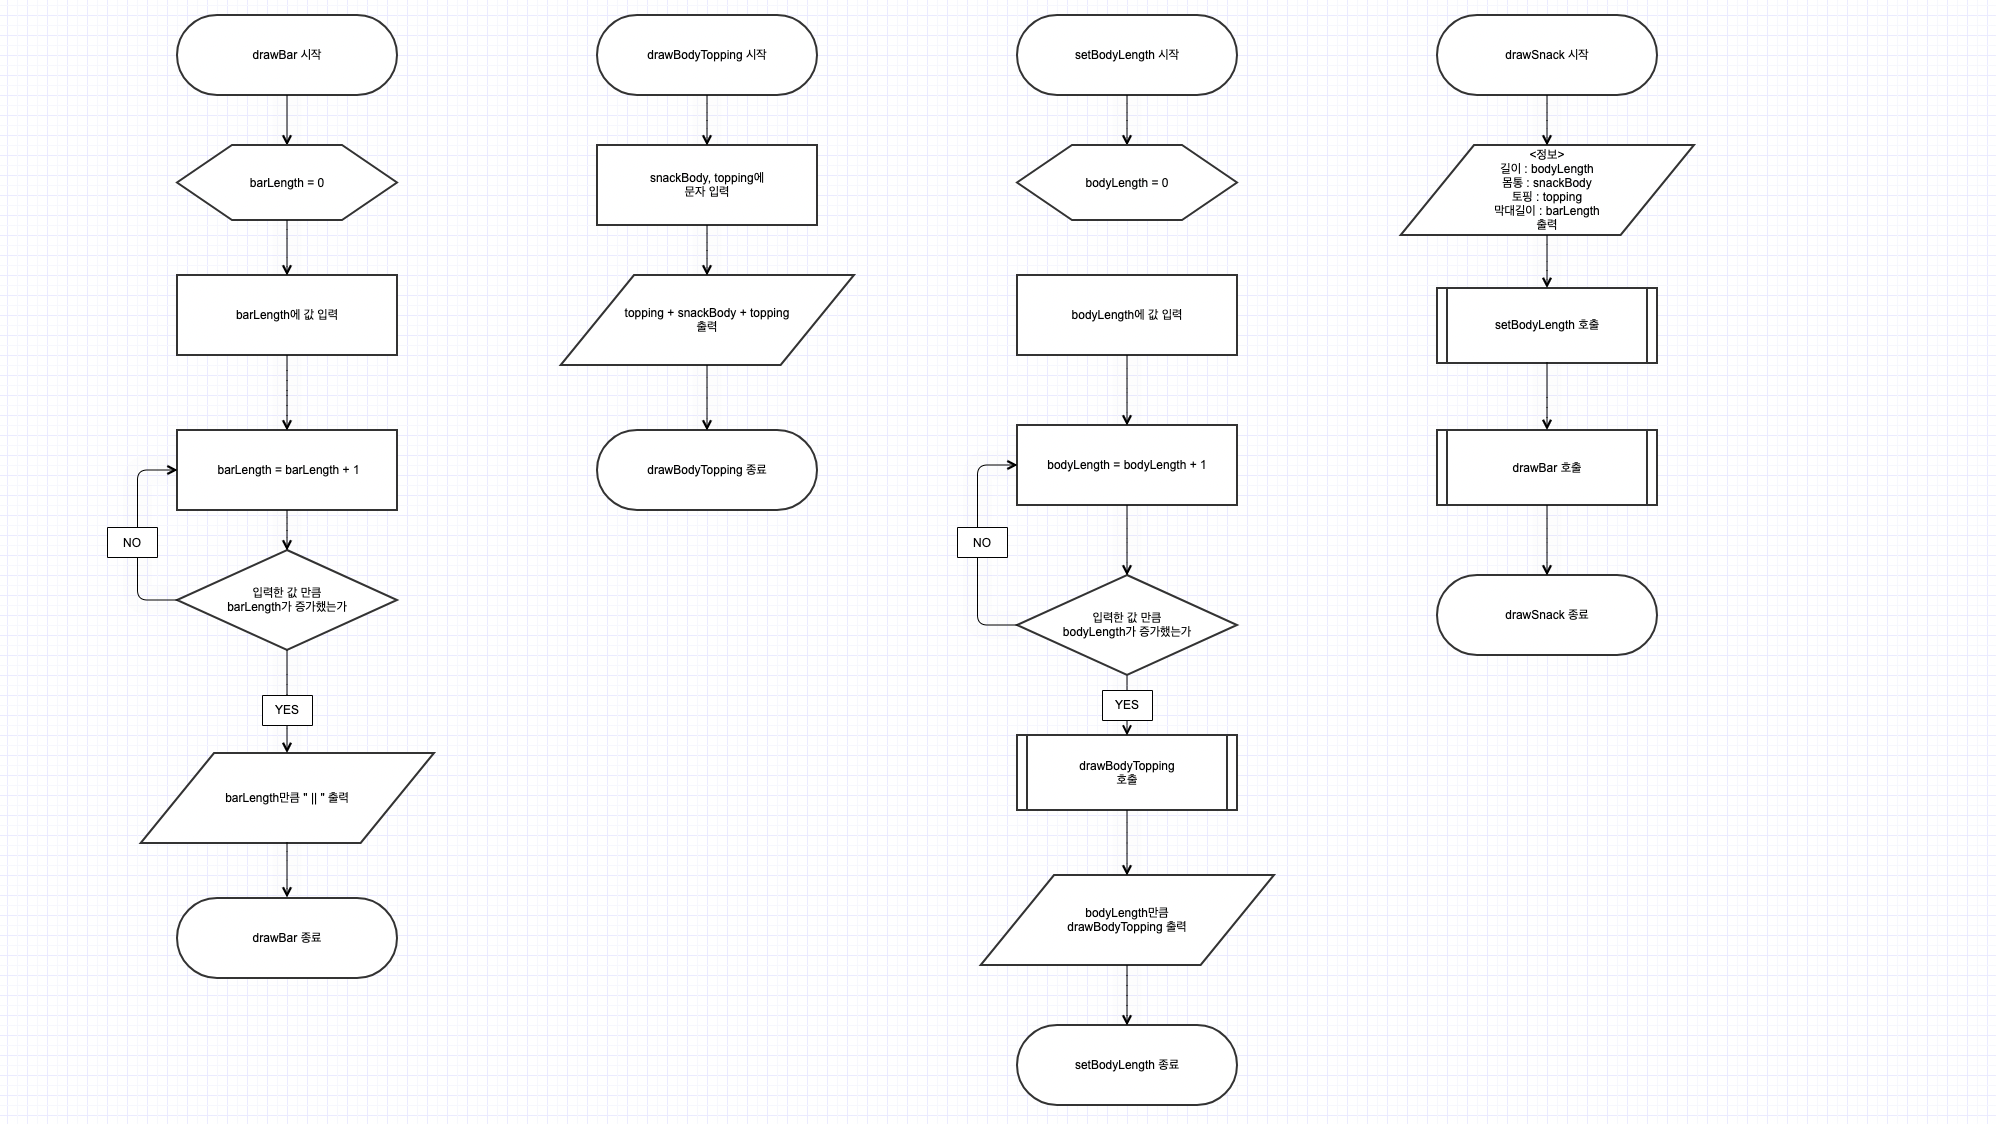 drawBar 시작
barLength = 0
barLength에 값 입력
barLength = barLength + 1
NO
입력한 값 만큼
barLength가 증가했는가
YES
barLength만큼 " || " 출력
drawBar 종료
drawBodyTopping 시작
snackBody, topping에
문자 입력
topping + snackBody + topping
출력
drawBodyTopping 종료
setBodyLength 시작
bodyLength = 0
bodyLength에 값 입력
bodyLength = bodyLength + 1
NO
입력한 값 만큼
bodyLength가 증가했는가
YES
drawBodyTopping
호출
bodyLength만큼
drawBodyTopping 출력
setBodyLength 종료
drawSnack 시작
<정보>
길이 : bodyLength
몸통 : snackBody
토핑 : topping
막대길이 : barLength
출력
setBodyLength 호출
drawBar 호출
drawSnack 종료